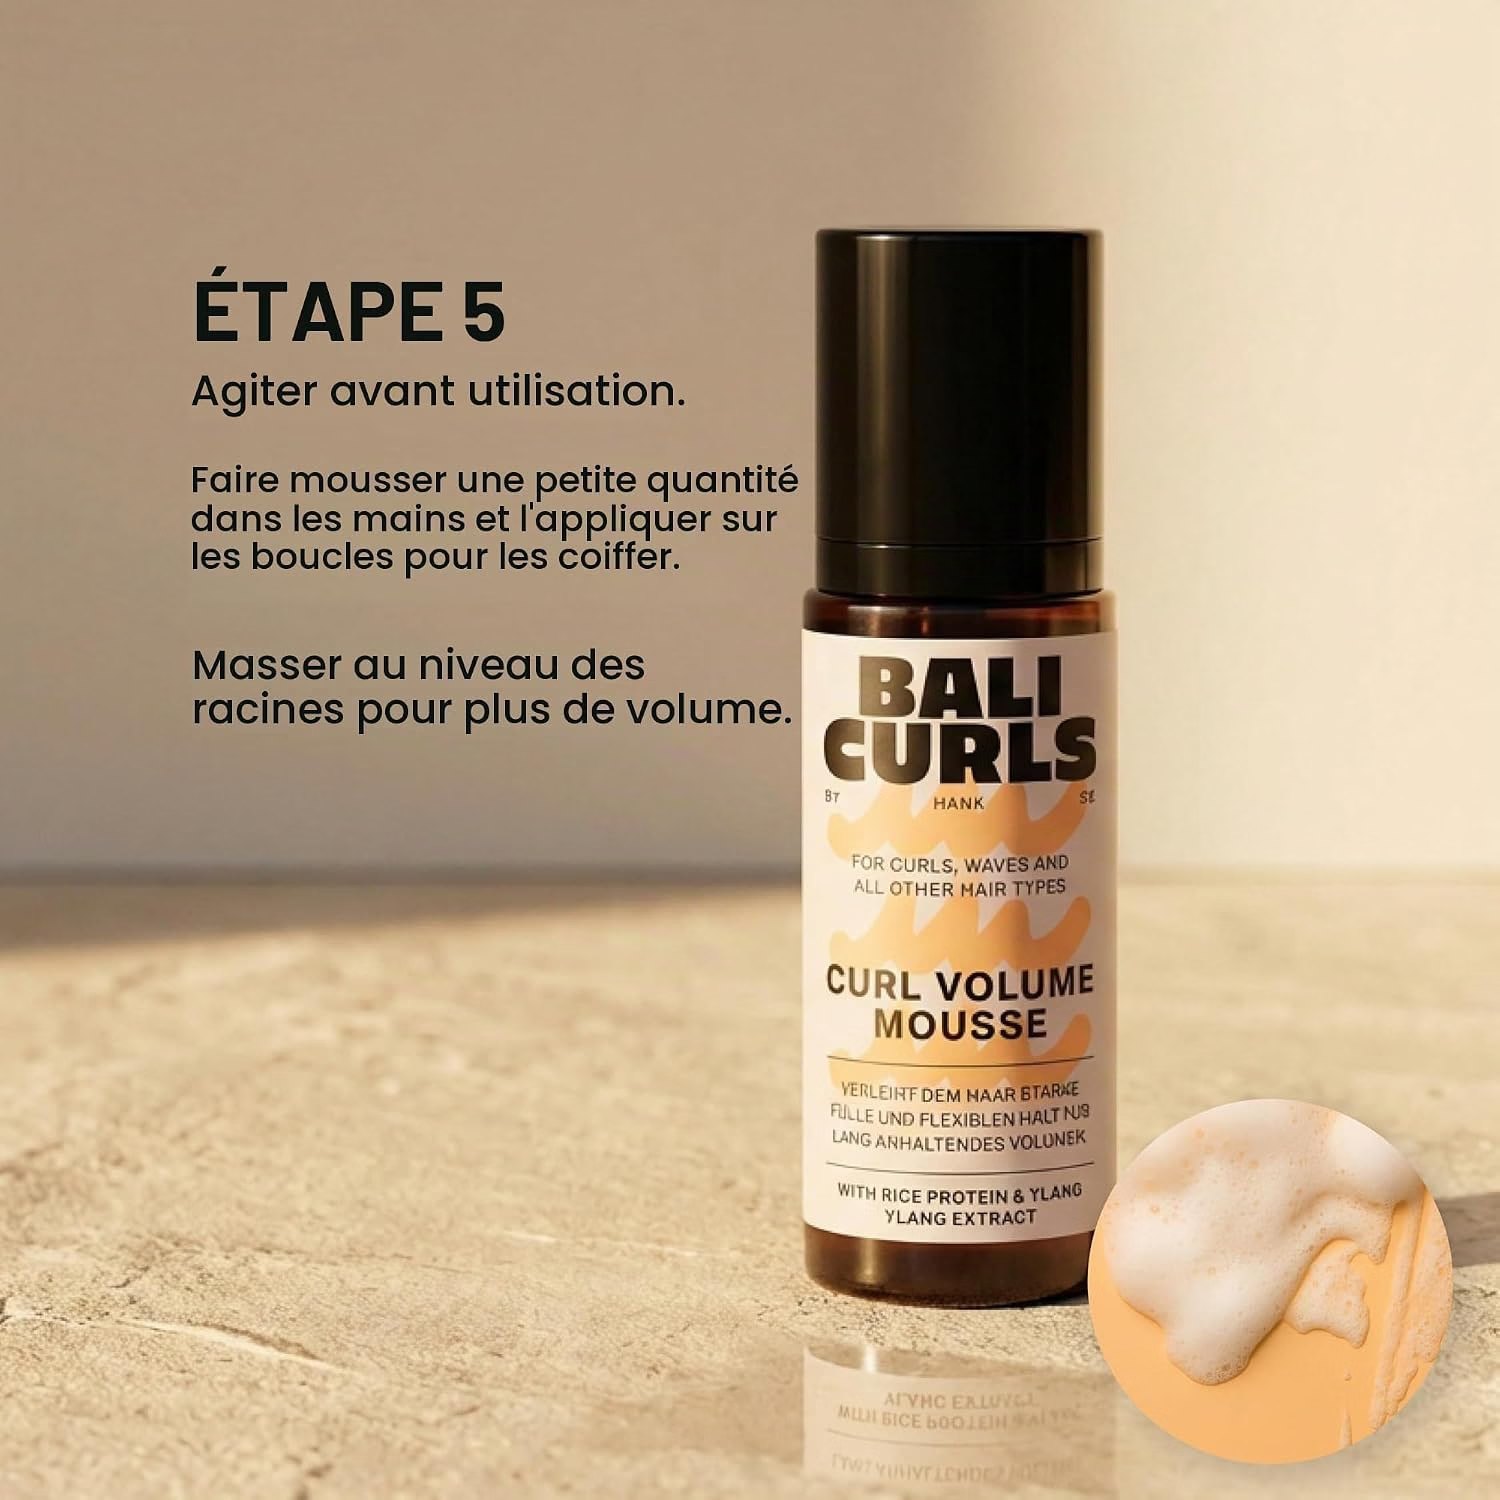 ÉTAPE 5
Agiter avant utilisation.
Faire mousser une petite quantité
dans les mains et l'appliquer sur
les boucles pour les coiffer.
Masser au niveau des
racines pour plus de volume.
BALI
CURLS
HANK
FOR CURLS, WAVES AND
ALL OTHER HAIR TYPES
CURL VOLUME
MOUSSE
DEM HAAR
UND FLEXIBLEN HALT
LANG
WITH RICE PROTEIN & YLANG
YLANG EXTRACT